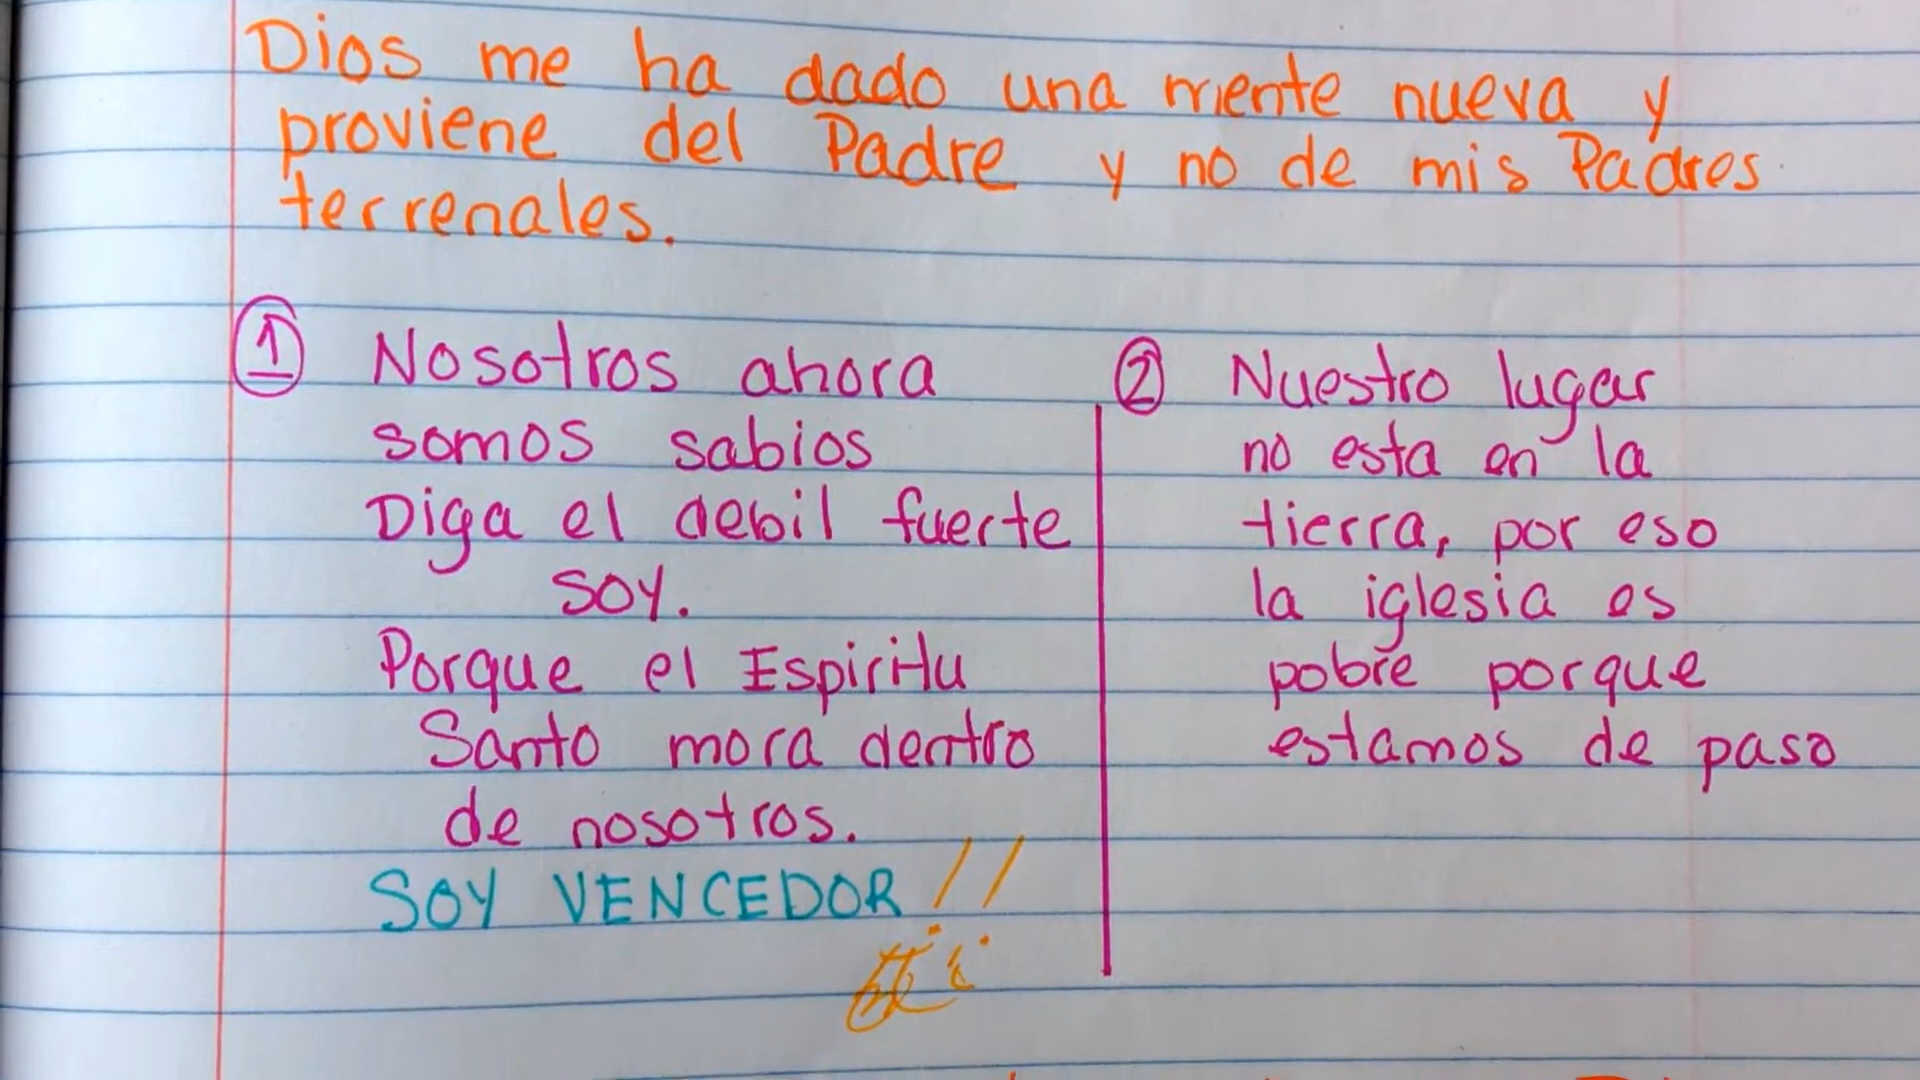 Dios me ha dado una mente nueva y
proviene del Padre y no de mis Padres
terrenales.
① Nosotros ahora
somos sabios
Diga el debil fuerte
soy.
Porque el Espiritu
Santo mora dentro
de nosotros.
SOY VENCEDOR!!
② Nuestro lugar
no esta en la
tierra, por eso
la iglesia es
pobre porque
estamos de paso